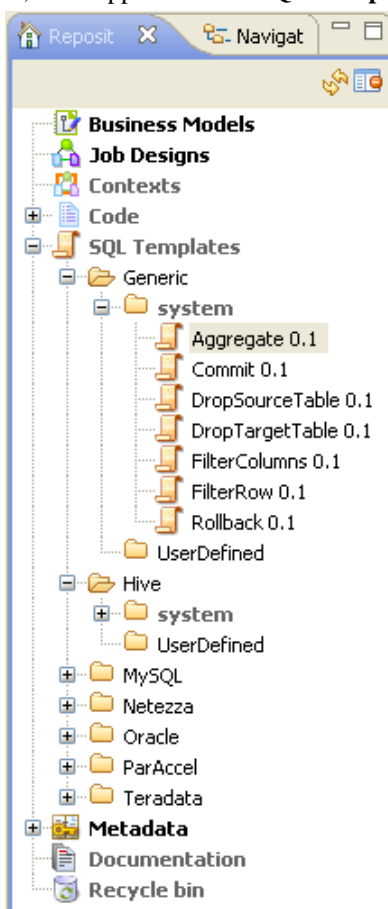 Reposit Navigat
Business Models
Job Designs
Contexts
Code
SQL Templates
Generic
system
Aggregate 0.1
Commit 0.1
DropSourceTable 0.1
DropTargetTable 0.1
FilterColumns 0.1
FilterRow 0.1
Rollback 0.1
UserDefined
Hive
system
UserDefined
MySQL
Netezza
Oracle
ParAccel
Teradata
Metadata
Documentation
Recycle bin